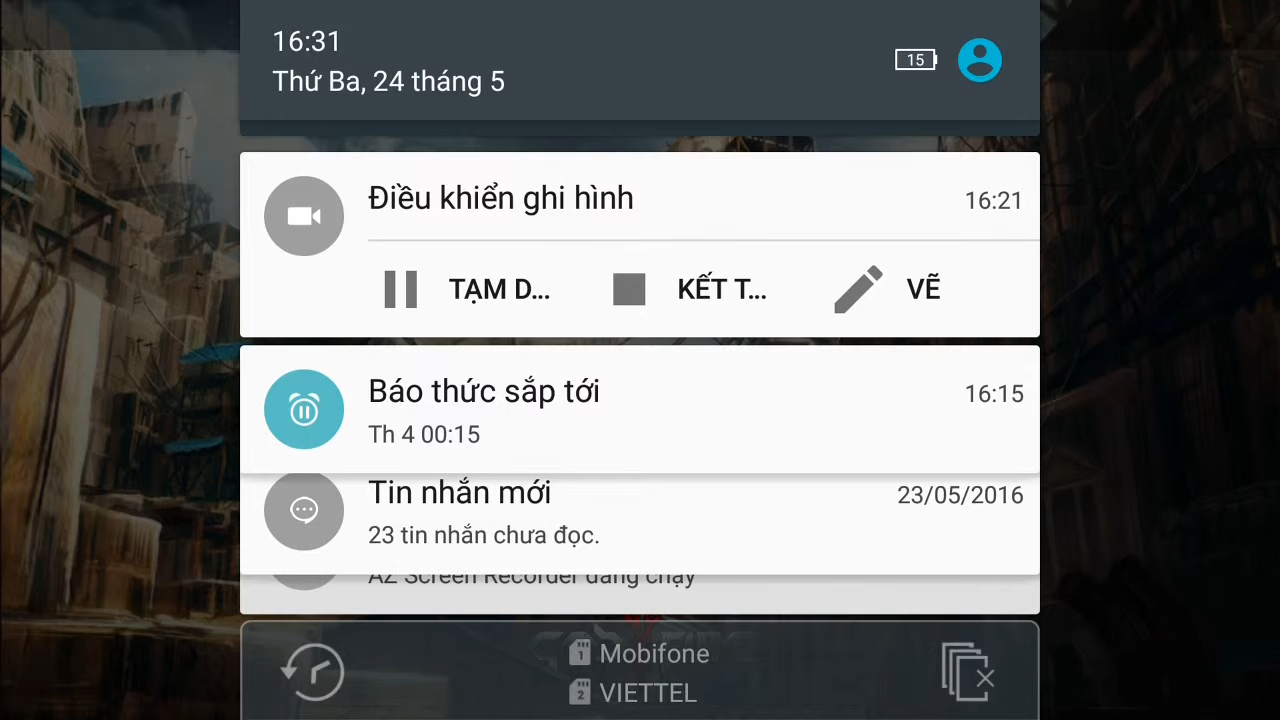 16:31
Thứ Ba, 24 tháng 5
15
Điều khiển ghi hình
16:21
TẠM D...
KẾT T...
VẼ
Báo thức sắp tới
16:15
Th 4 00:15
Tin nhắn mới
23/05/2016
23 tin nhắn chưa đọc.
AZ Screen Recorder đang chạy
1 Mobifone
2 VIETTEL